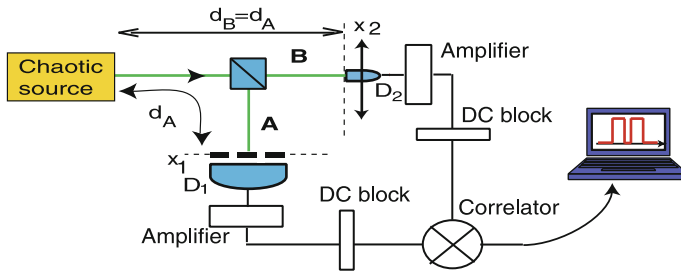 d_B=d_A
x_2
Amplifier
Chaotic
source
B
D_2
d_A
A
DC block
x_1
D_1
DC block
Correlator
Amplifier